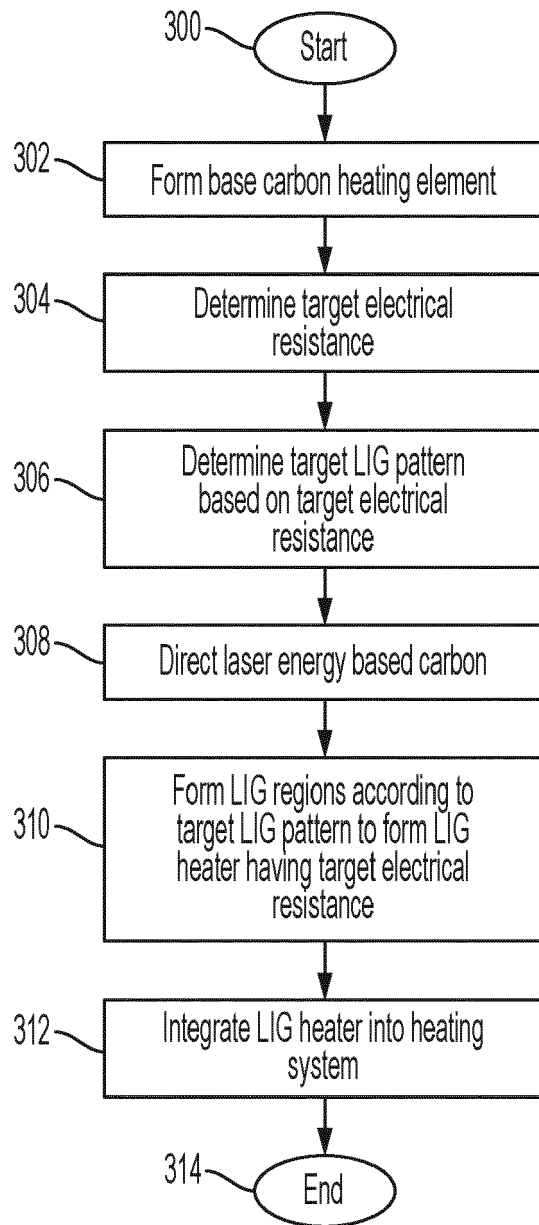 300
Start
302
Form base carbon heating element
304
Determine target electrical
resistance
306
Determine target LIG pattern
based on target electrical
resistance
308
Direct laser energy based carbon
310
Form LIG regions according to
target LIG pattern to form LIG
heater having target electrical
resistance
312
Integrate LIG heater into heating
system
314
End